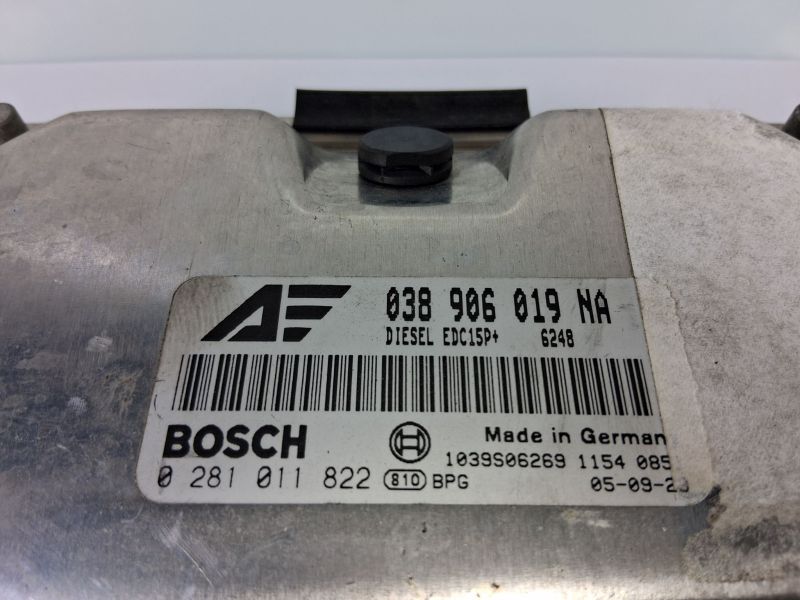 AF 038 906 019 NA
DIESEL EDC15P+ 6248
BOSCH Made in German
1039S06269 1154 085
0 281 011 822 810 BPG 05-09-2